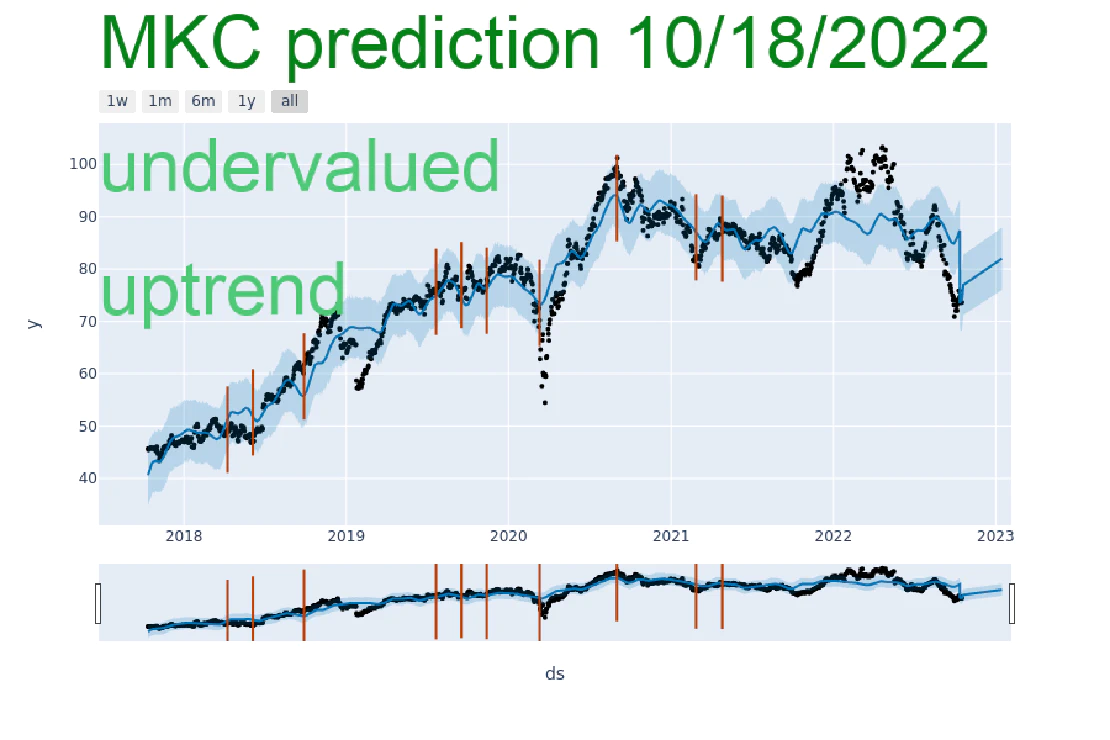 MKC prediction 10/18/2022
1w 1m 6m 1y all
undervalued
uptrend
100
90
80
70
60
50
40
y
2018 2019 2020 2021 2022 2023
ds